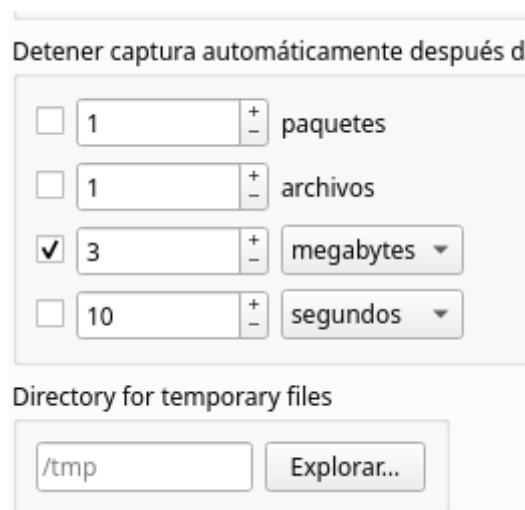 Detener captura automáticamente después d
1 + − paquetes
1 + − archivos
3 + − megabytes
10 + − segundos
Directory for temporary files
/tmp Explorar...